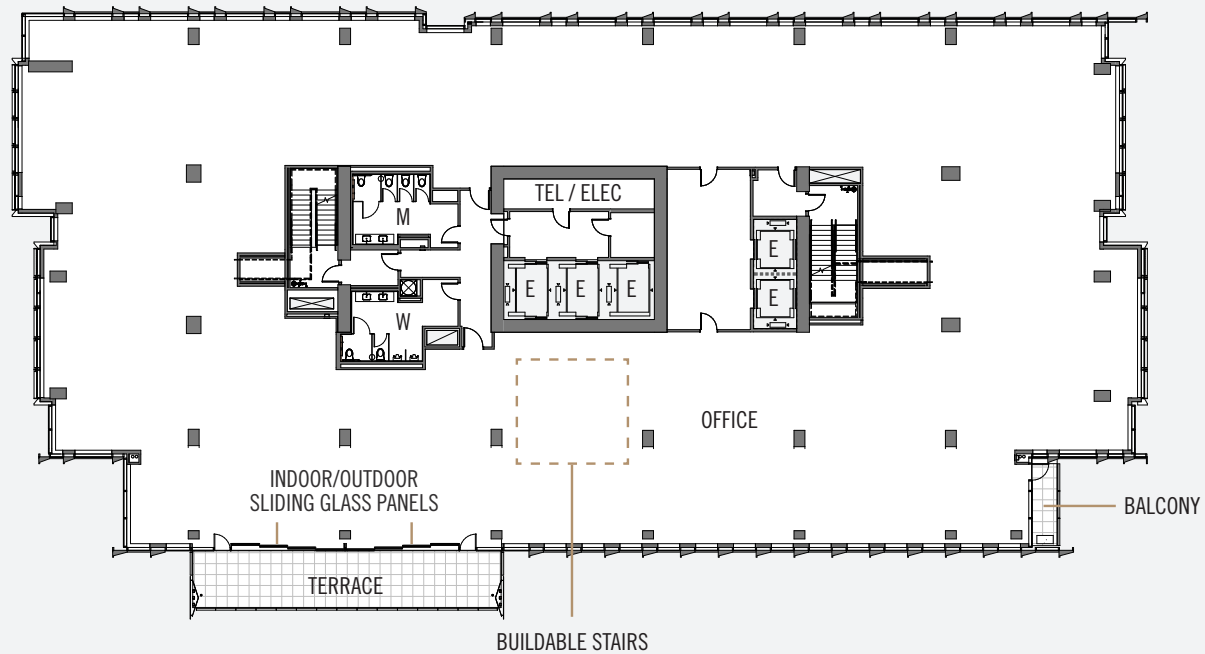 TEL / ELEC
M
E
E
E
E
E
W
OFFICE
INDOOR/OUTDOOR
SLIDING GLASS PANELS
BALCONY
TERRACE
BUILDABLE STAIRS